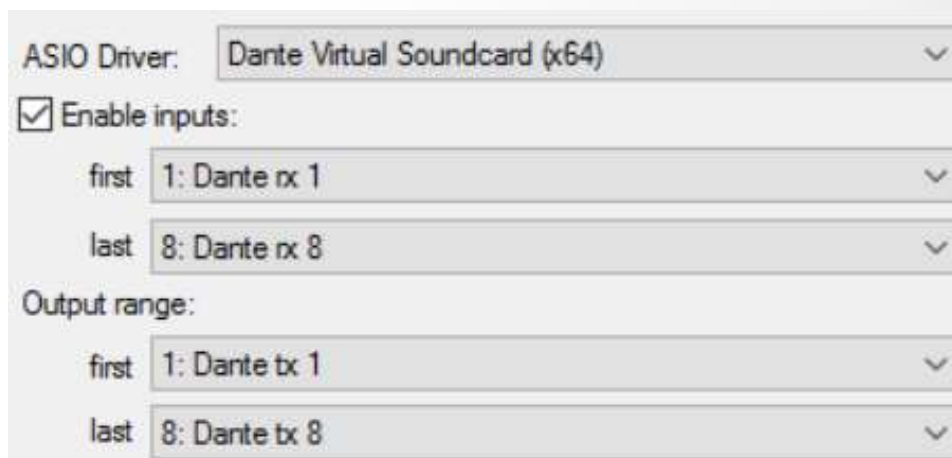 ASIO Driver: Dante Virtual Soundcard (x64)
Enable inputs:
first 1: Dante rx 1
last 8: Dante rx 8
Output range:
first 1: Dante tx 1
last 8: Dante tx 8